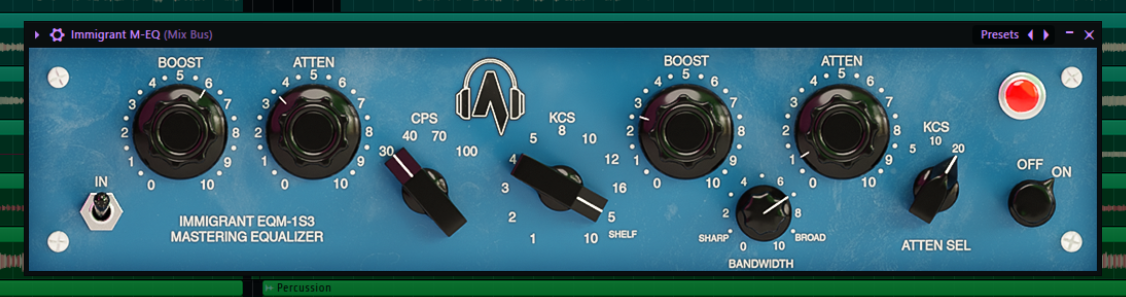 Immigrant M-EQ (Mix Bus)
Presets
BOOST
0 1 2 3 4 5 6 7 8 9 10
ATTEN
0 1 2 3 4 5 6 7 8 9 10
CPS
30 40 70 100
KCS
1 2 3 4 5 8 10 12 16
5 10 SHELF
BOOST
0 1 2 3 4 5 6 7 8 9 10
ATTEN
0 1 2 3 4 5 6 7 8 9 10
KCS
5 10 20
OFF ON
IN
IMMIGRANT EQM-1S3
MASTERING EQUALIZER
0 2 4 6 8 10
SHARP BROAD
BANDWIDTH
ATTEN SEL
Percussion